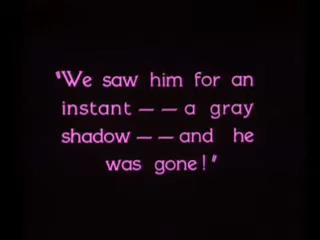 "We saw him for an
instant — — a gray
shadow — — and he
was gone!"